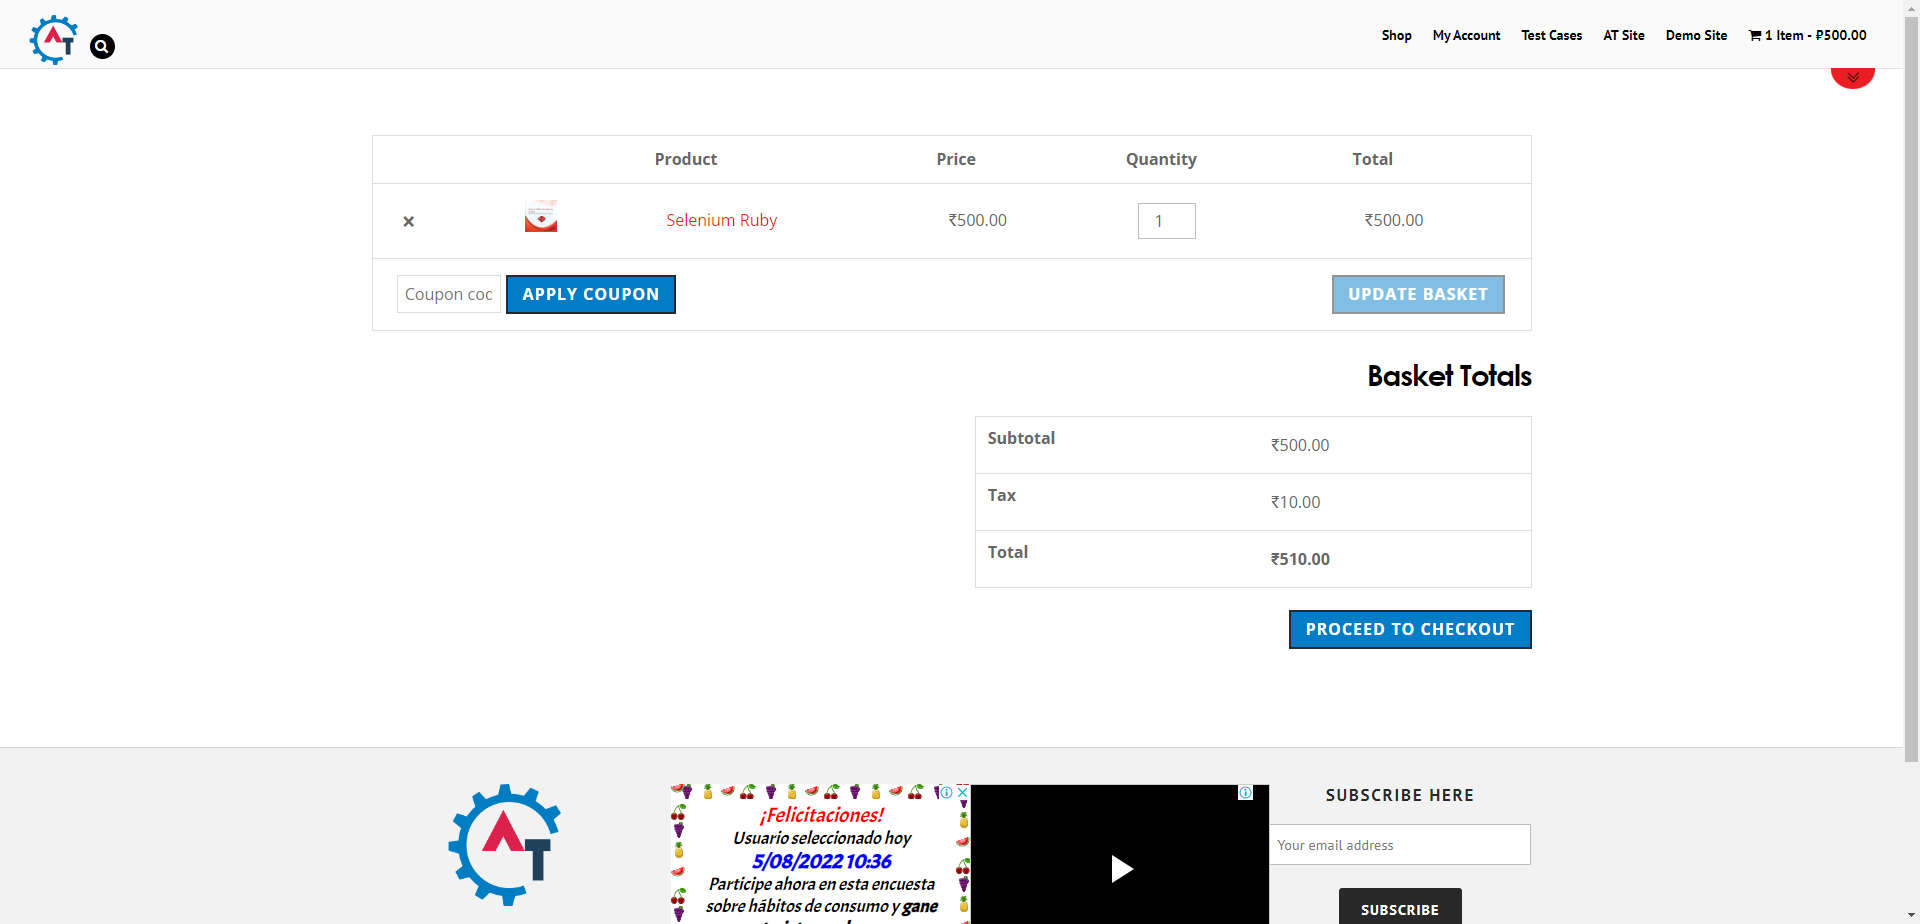 AT
Shop My Account Test Cases AT Site Demo Site 1 Item - ₽500.00
Product Price Quantity Total
× Selenium Ruby ₹500.00 1 ₹500.00
Coupon coc APPLY COUPON UPDATE BASKET
Basket Totals
Subtotal ₹500.00
Tax ₹10.00
Total ₹510.00
PROCEED TO CHECKOUT
AT
¡Felicitaciones!
Usuario seleccionado hoy
5/08/2022 10:36
Participe ahora en esta encuesta
sobre hábitos de consumo y gane
SUBSCRIBE HERE
Your email address
SUBSCRIBE